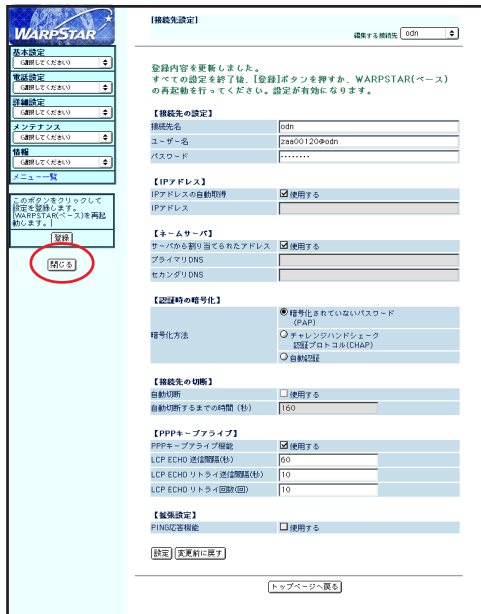 WARPSTAR
基本設定
(選択してください)
電話設定
(選択してください)
詳細設定
(選択してください)
メンテナンス
(選択してください)
情報
(選択してください)
メニュー一覧
このボタンをクリックして
設定を登録します。
[WARPSTAR(ベース)を再起
動します。]
登録
閉じる
[接続先設定]
編集する接続先 odn
登録内容を更新しました。
すべての設定を終了後、[登録]ボタンを押すか、WARPSTAR(ベース)
の再起動を行ってください。設定が有効になります。
【接続先の設定】
接続先名 odn
ユーザー名 zaa00120@odn
パスワード ········
【IPアドレス】
IPアドレスの自動取得 使用する
IPアドレス
【ネームサーバ】
サーバから割り当てられたアドレス 使用する
プライマリDNS
セカンダリDNS
【認証時の暗号化】
暗号化方法
暗号化されていないパスワード
(PAP)
チャレンジハンドシェーク
認証プロトコル(CHAP)
自動認証
【接続先の切断】
自動切断 使用する
自動切断するまでの時間 (秒) 160
【PPPキープアライブ】
PPPキープアライブ機能 使用する
LCP ECHO 送信間隔(秒) 60
LCP ECHO リトライ送信間隔(秒) 10
LCP ECHO リトライ回数(回) 10
【拡張設定】
PING応答機能 使用する
設定 変更前に戻す
トップページへ戻る